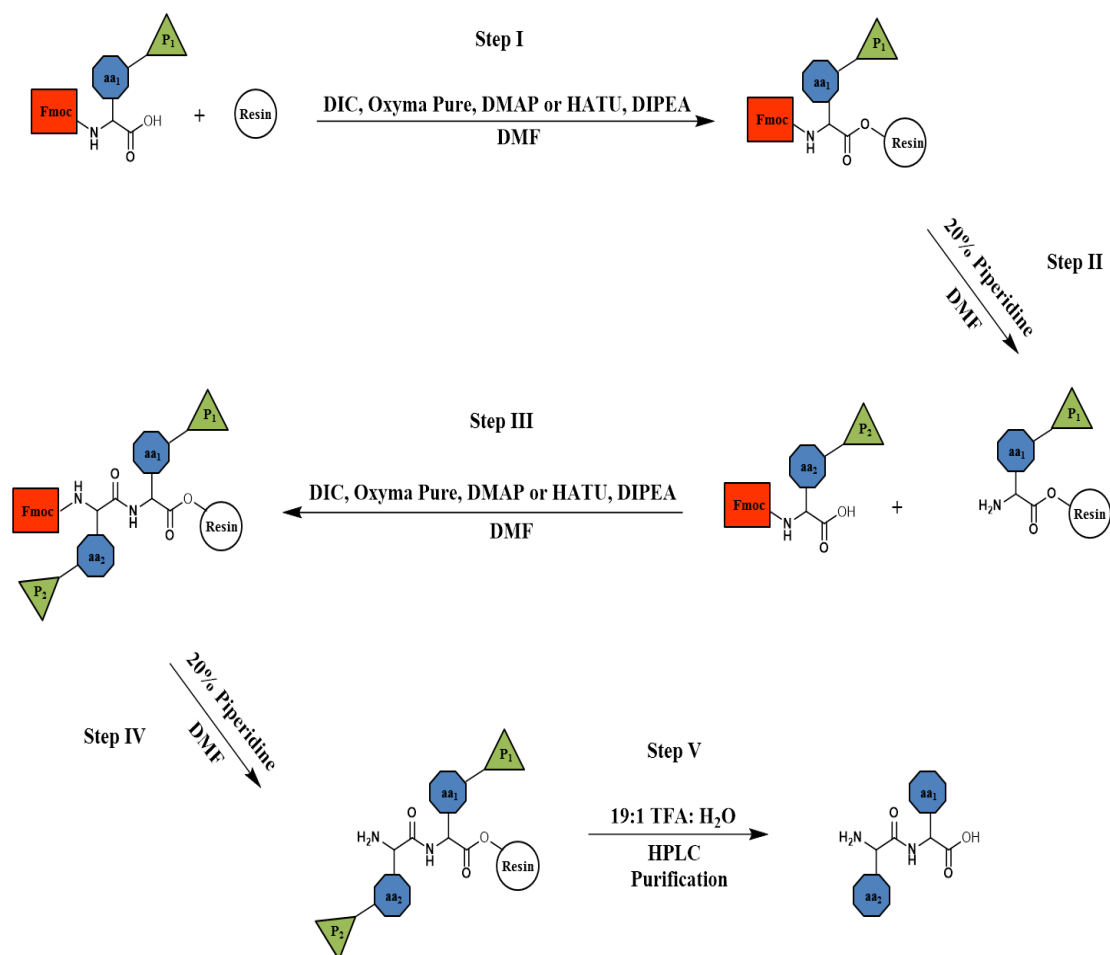 P1
aa1
Fmoc
N
H
OH
O
+
Resin
Step I
DIC, Oxyma Pure, DMAP or HATU, DIPEA
DMF
P1
aa1
Fmoc
N
H
O
O
Resin
20% Piperidine
DMF
Step II
P1
aa1
H2N
O
O
Resin
+
P2
aa2
Fmoc
N
H
OH
O
Step III
DIC, Oxyma Pure, DMAP or HATU, DIPEA
DMF
P1
aa1
H
N
O
Fmoc
N
H
O
O
Resin
aa2
P2
20% Piperidine
DMF
Step IV
P1
aa1
O
H2N
N
H
O
O
Resin
aa2
P2
Step V
19:1 TFA: H2O
HPLC
Purification
aa1
O
H2N
N
H
OH
O
aa2